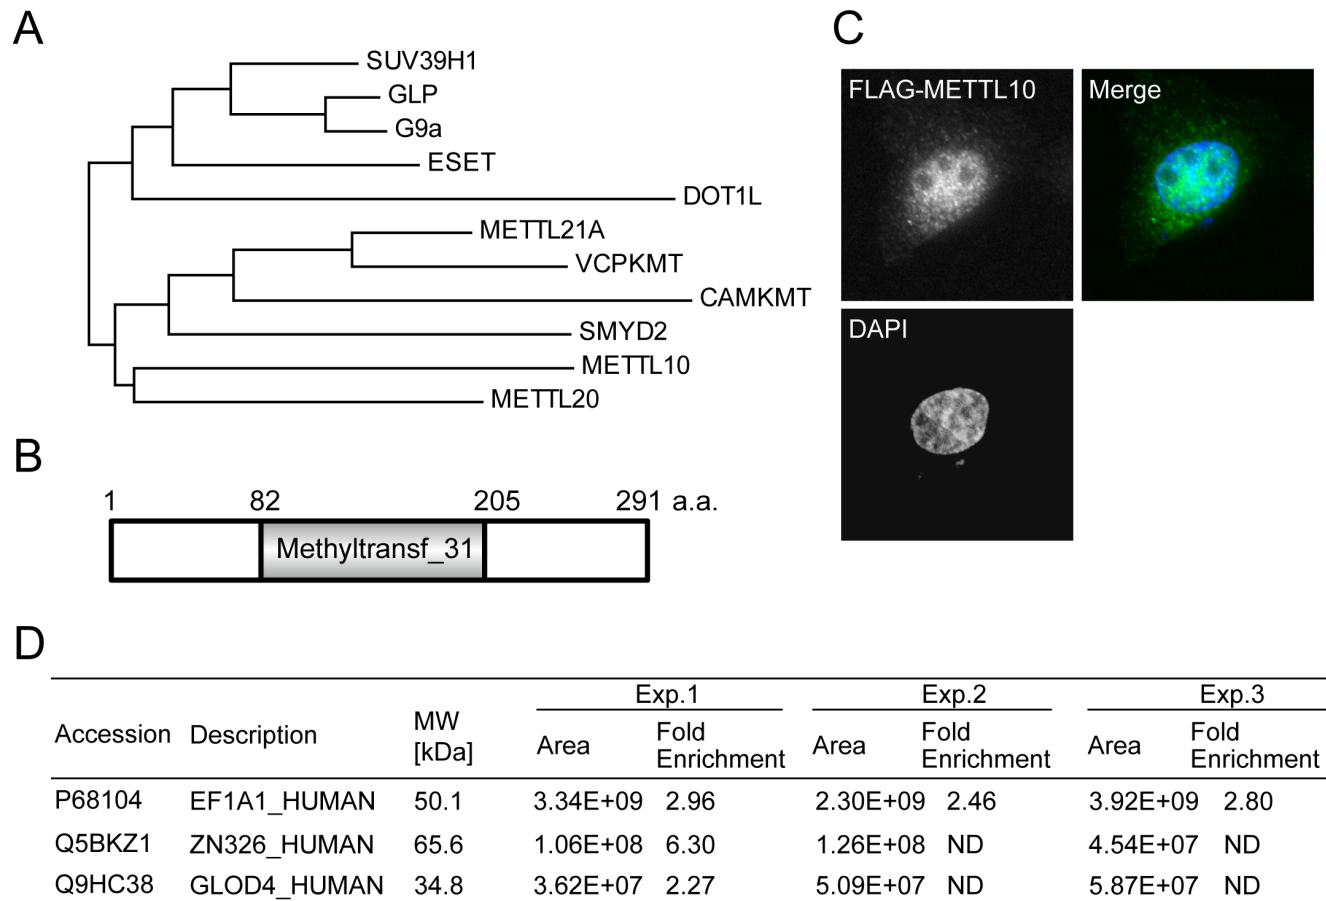 A
SUV39H1
GLP
G9a
ESET
DOT1L
METTL21A
VCPKMT
CAMKMT
SMYD2
METTL10
METTL20
B
1 82 205 291 a.a.
Methyltransf_31
C
FLAG-METTL10
Merge
DAPI
D
Exp.1 Exp.2 Exp.3
Accession Description MW [kDa] Area Fold Enrichment Area Fold Enrichment Area Fold Enrichment
P68104 EF1A1_HUMAN 50.1 3.34E+09 2.96 2.30E+09 2.46 3.92E+09 2.80
Q5BKZ1 ZN326_HUMAN 65.6 1.06E+08 6.30 1.26E+08 ND 4.54E+07 ND
Q9HC38 GLOD4_HUMAN 34.8 3.62E+07 2.27 5.09E+07 ND 5.87E+07 ND